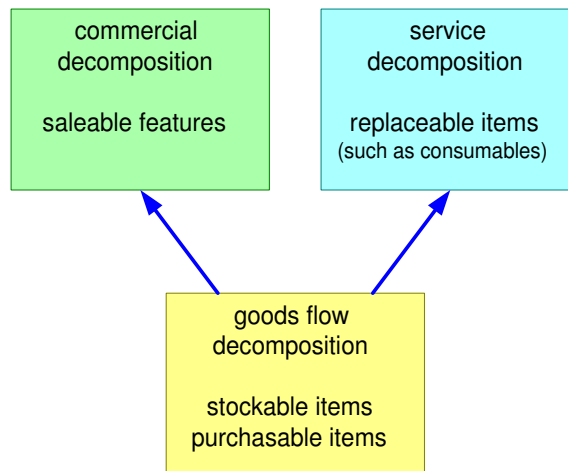 commercial
decomposition
saleable features
service
decomposition
replaceable items
(such as consumables)
goods flow
decomposition
stockable items
purchasable items